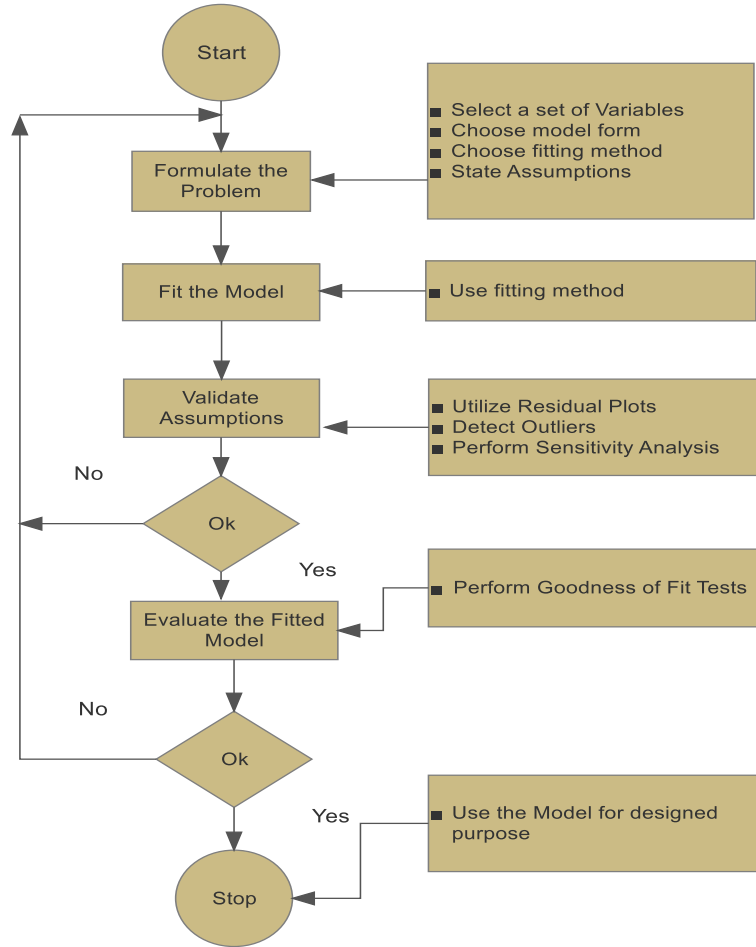 Start
Select a set of Variables
Choose model form
Choose fitting method
State Assumptions
Formulate the
Problem
Fit the Model
Use fitting method
Validate
Assumptions
Utilize Residual Plots
Detect Outliers
Perform Sensitivity Analysis
No
Ok
Yes
Perform Goodness of Fit Tests
Evaluate the Fitted
Model
No
Ok
Yes
Use the Model for designed
purpose
Stop